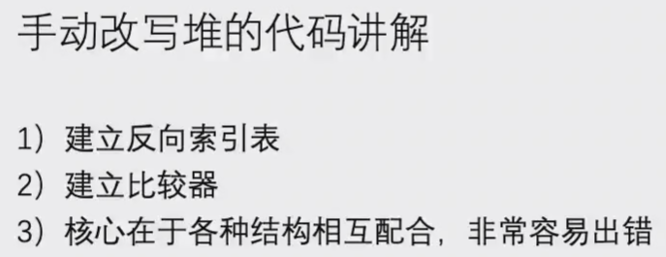 手动改写堆的代码讲解
1）建立反向索引表
2）建立比较器
3）核心在于各种结构相互配合，非常容易出错